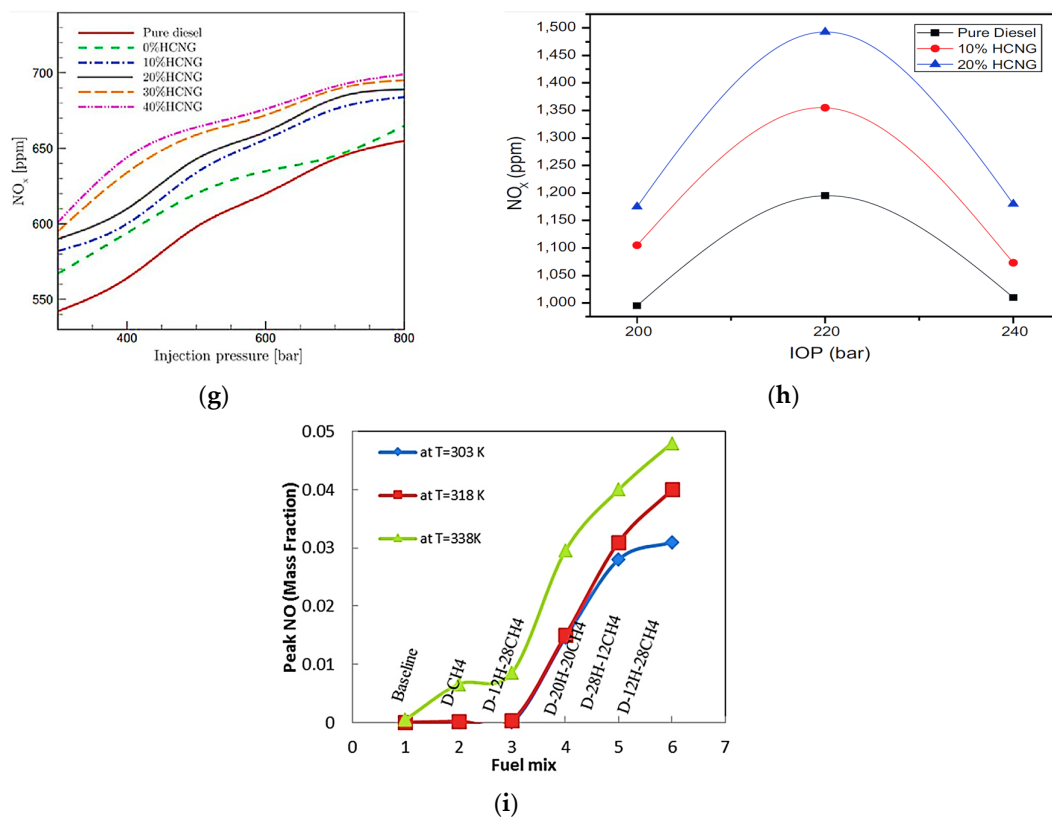 Pure diesel
0%HCNG
10%HCNG
20%HCNG
30%HCNG
40%HCNG
700
650
600
550
NOx [ppm]
400
600
800
Injection pressure [bar]
(g)
Pure Diesel
10% HCNG
20% HCNG
1,500
1,450
1,400
1,350
1,300
1,250
1,200
1,150
1,100
1,050
1,000
NOX (ppm)
200
220
240
IOP (bar)
(h)
at T=303 K
at T=318 K
at T=338K
0.05
0.04
0.03
0.02
0.01
0
Peak NO (Mass Fraction)
Baseline
D-CH4
D-12H-28CH4
D-20H-20CH4
D-28H-12CH4
D-12H-28CH4
0 1 2 3 4 5 6 7
Fuel mix
(i)